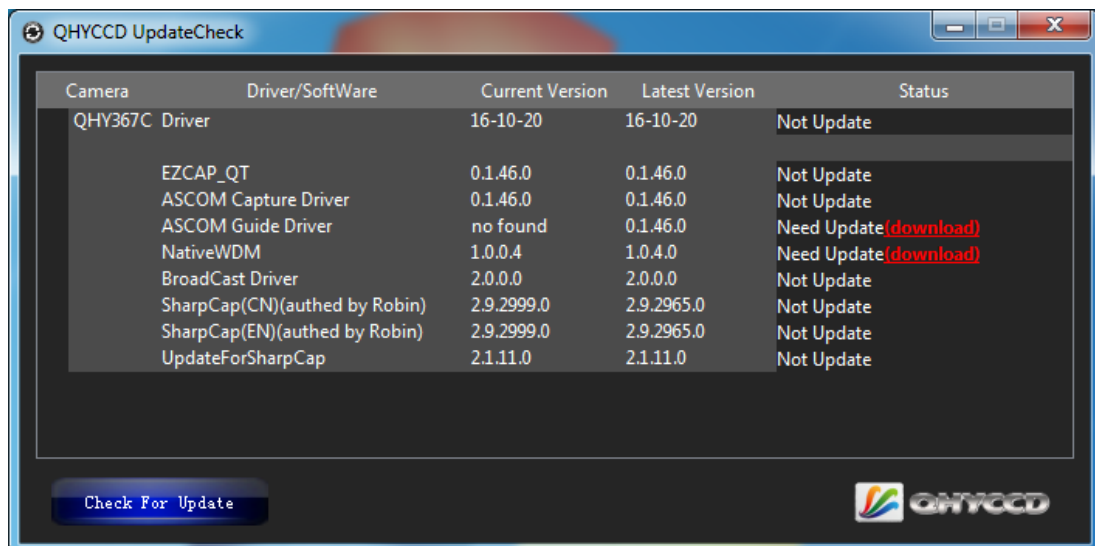 QHYCCD UpdateCheck
Camera Driver/SoftWare Current Version Latest Version Status
QHY367C Driver 16-10-20 16-10-20 Not Update
EZCAP_QT 0.1.46.0 0.1.46.0 Not Update
ASCOM Capture Driver 0.1.46.0 0.1.46.0 Not Update
ASCOM Guide Driver no found 0.1.46.0 Need Update(download)
NativeWDM 1.0.0.4 1.0.4.0 Need Update(download)
BroadCast Driver 2.0.0.0 2.0.0.0 Not Update
SharpCap(CN)(authed by Robin) 2.9.2999.0 2.9.2965.0 Not Update
SharpCap(EN)(authed by Robin) 2.9.2999.0 2.9.2965.0 Not Update
UpdateForSharpCap 2.1.11.0 2.1.11.0 Not Update
Check For Update QHYCCD